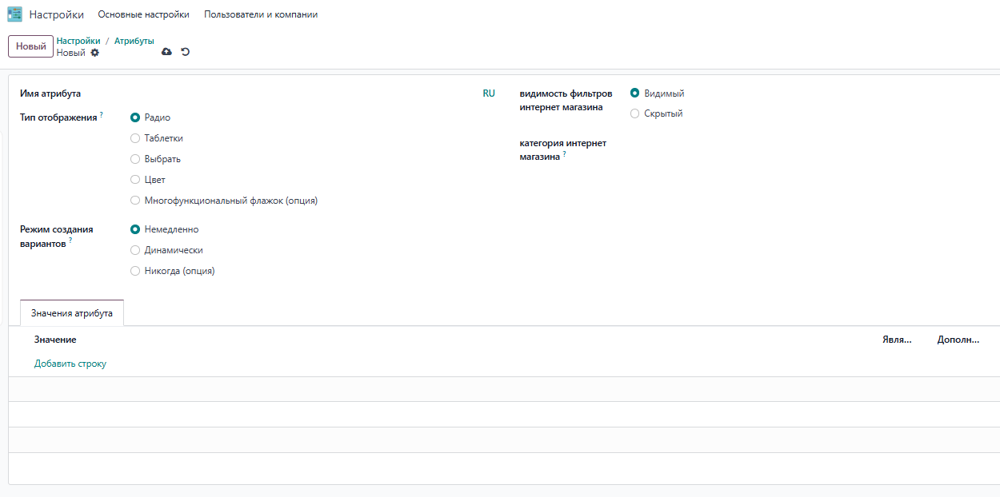 Настройки Основные настройки Пользователи и компании
Новый
Настройки / Атрибуты
Новый
Имя атрибута
RU
Тип отображения ?
Радио
Таблетки
Выбрать
Цвет
Многофункциональный флажок (опция)
Режим создания
вариантов ?
Немедленно
Динамически
Никогда (опция)
видимость фильтров
интернет магазина
Видимый
Скрытый
категория интернет
магазина ?
Значения атрибута
Значение Явля... Дополн...
Добавить строку